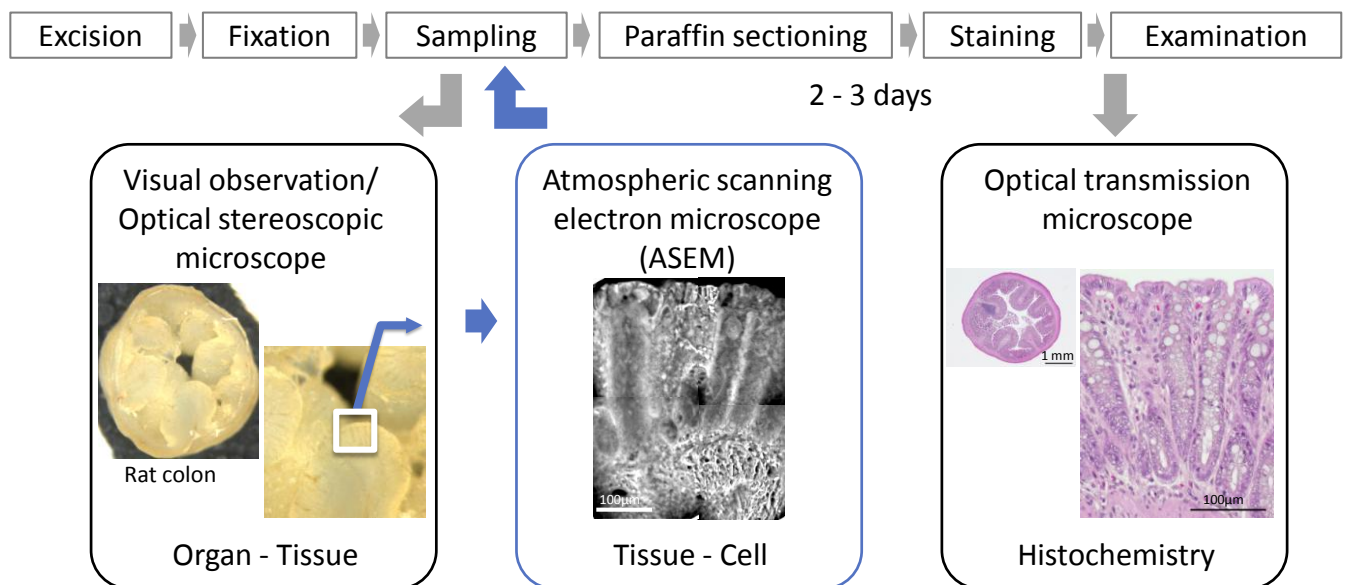 Excision
Fixation
Sampling
Paraffin sectioning
Staining
Examination
2 - 3 days
Visual observation/
Optical stereoscopic
microscope
Rat colon
Organ - Tissue
Atmospheric scanning
electron microscope
(ASEM)
100μm
Tissue - Cell
Optical transmission
microscope
1 mm
100μm
Histochemistry